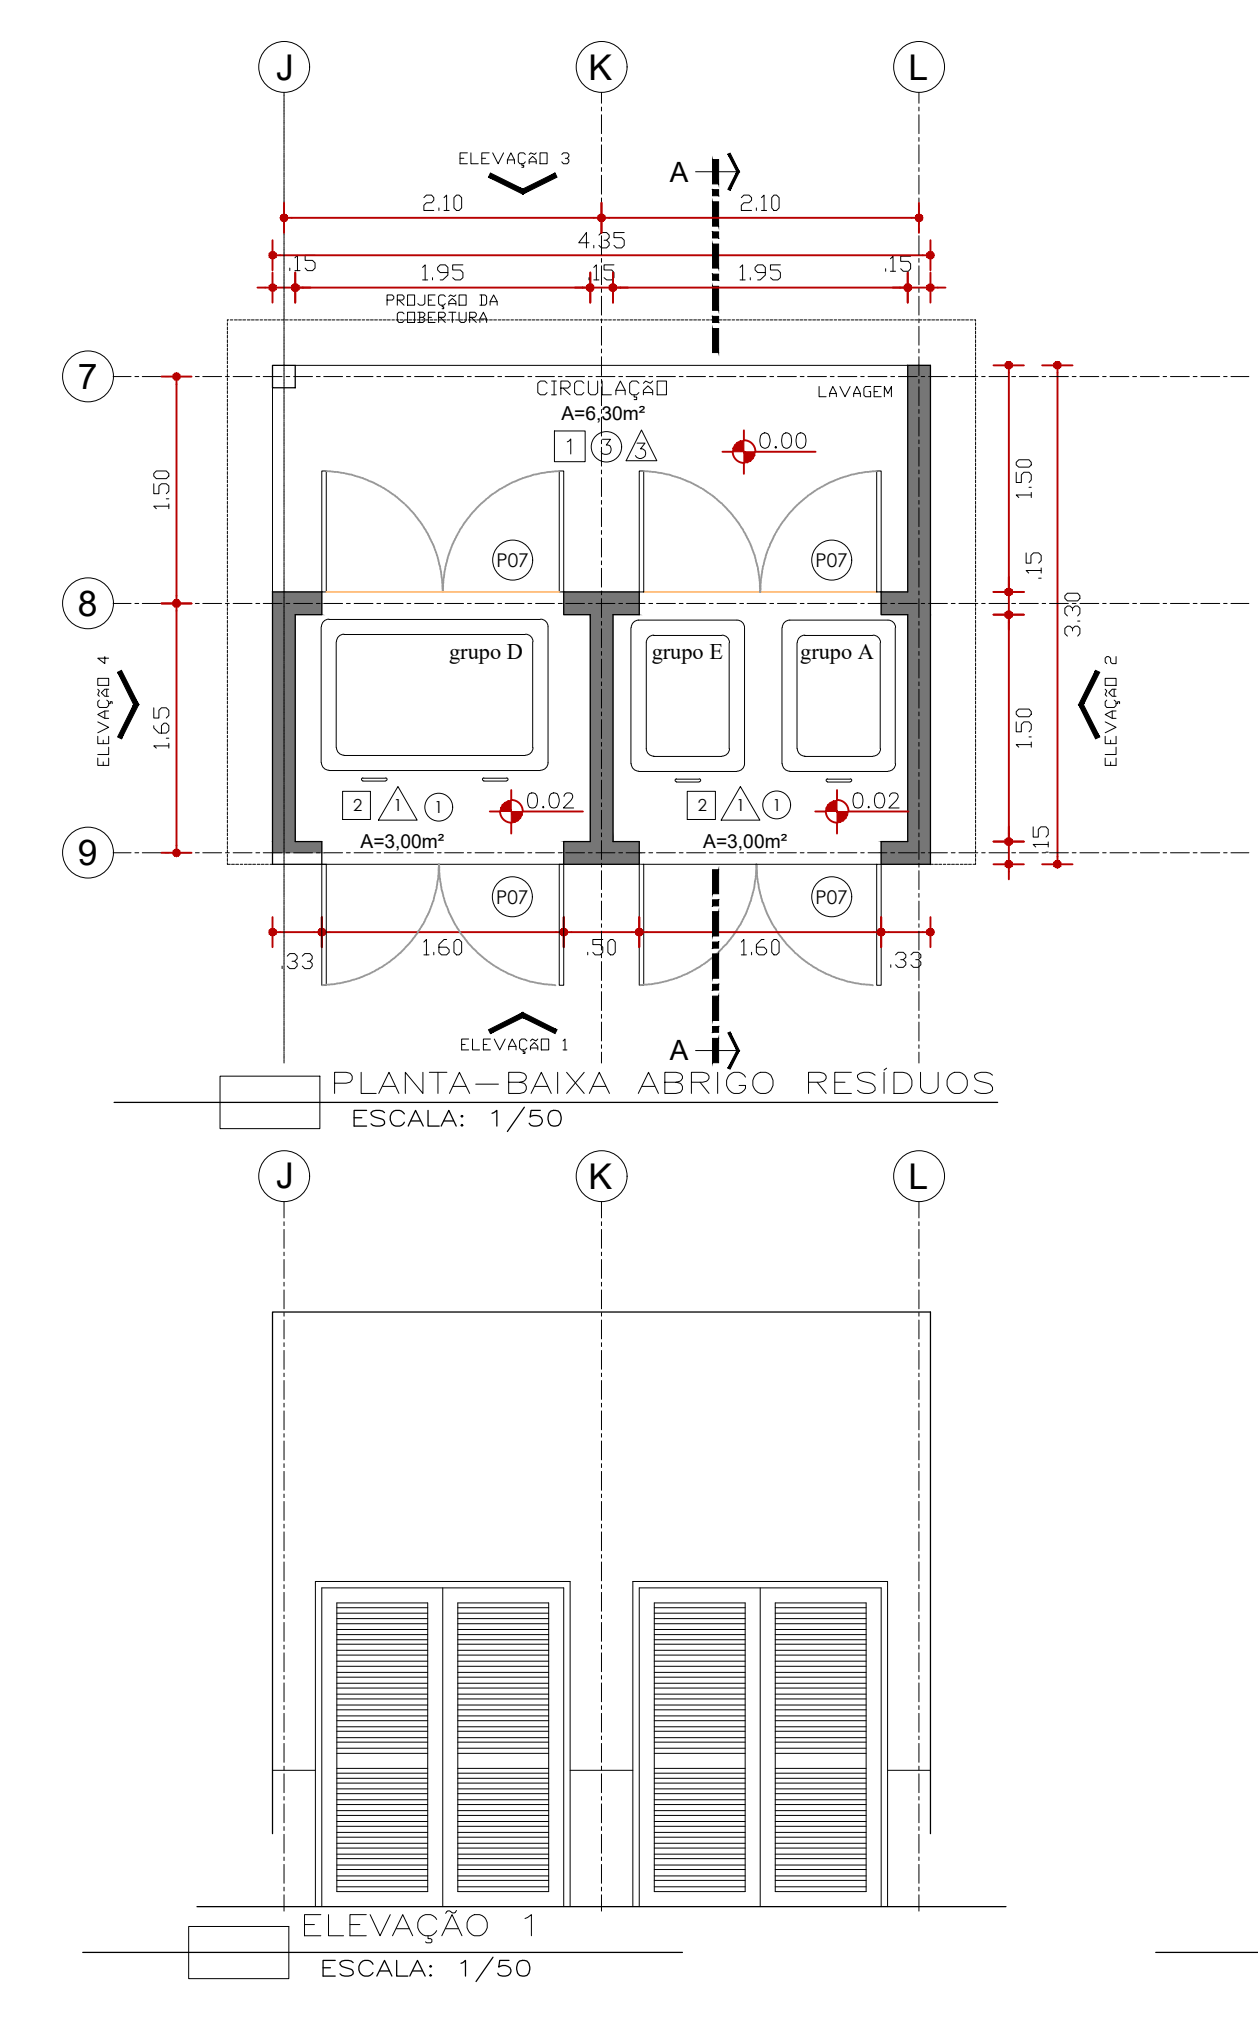 J K L
ELEVAÇÃO 3
A
2.10 2.10
4.35
.15 1.95 .15 1.95 .15
PROJEÇÃO DA
COBERTURA
7
CIRCULAÇÃO
LAVAGEM
A=6,30m²
1 3 3
0.00
1.50
1.50
P07 P07
.15
8
3.30
grupo D grupo E grupo A
ELEVAÇÃO 4
1.65
1.50
ELEVAÇÃO 2
2 1 1 0.02 2 1 1 0.02
A=3,00m² A=3,00m²
.15
9
P07 P07
.33 1.60 .50 1.60 .33
ELEVAÇÃO 1
A
PLANTA-BAIXA ABRIGO RESÍDUOS
ESCALA: 1/50
J K L
ELEVAÇÃO 1
ESCALA: 1/50